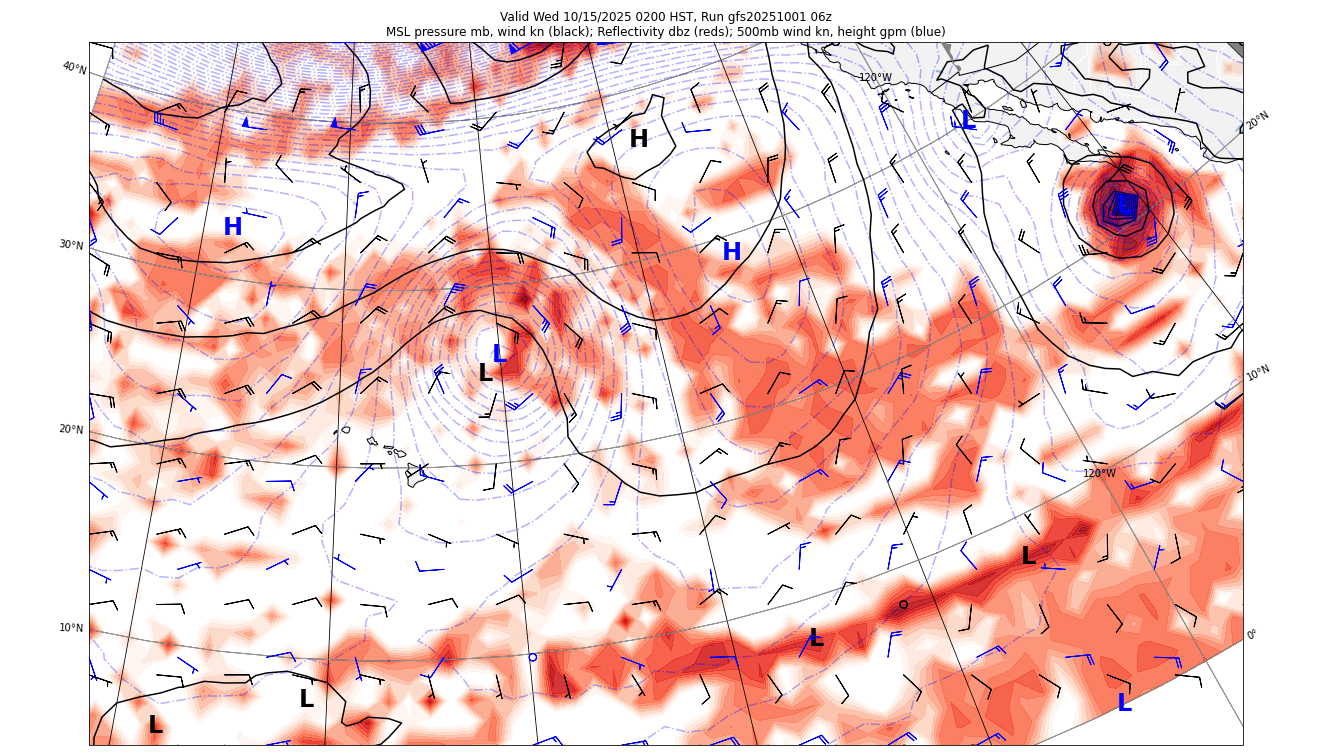 Valid Wed 10/15/2025 0200 HST, Run gfs20251001 06z
MSL pressure mb, wind kn (black); Reflectivity dbz (reds); 500mb wind kn, height gpm (blue)
40°N
120°W
L
20°N
H
L
H
H
30°N
L
L
10°N
20°N
120°W
L
10°N
L
0°
L
L
L